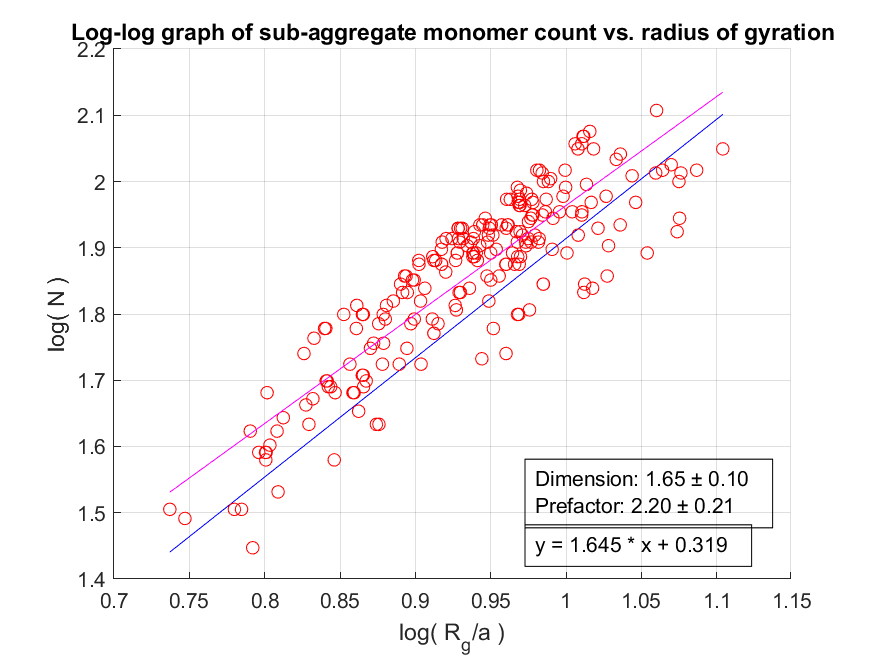 Log-log graph of sub-aggregate monomer count vs. radius of gyration
2.2
2.1
2
1.9
1.8
1.7
1.6
1.5
1.4
log( N )
Dimension: 1.65 ± 0.10
Prefactor: 2.20 ± 0.21
y = 1.645 * x + 0.319
0.7 0.75 0.8 0.85 0.9 0.95 1 1.05 1.1 1.15
log( R_g/a )